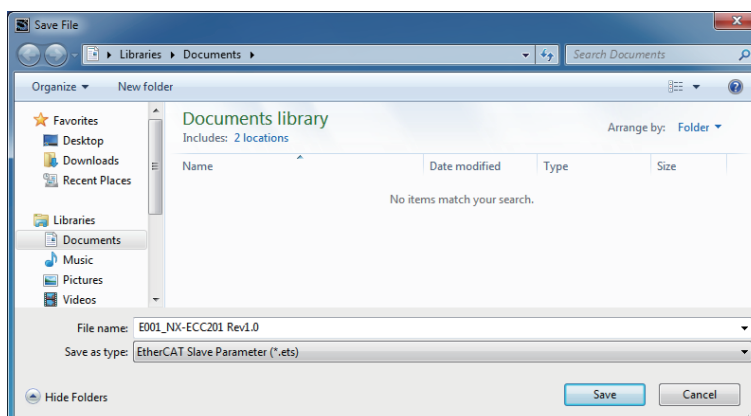 Save File
Libraries Documents
Search Documents
Organize New folder
Favorites
Desktop
Downloads
Recent Places
Libraries
Documents
Music
Pictures
Videos
Documents library
Includes: 2 locations
Arrange by: Folder
Name Date modified Type Size
No items match your search.
File name: E001_NX-ECC201 Rev1.0
Save as type: EtherCAT Slave Parameter (*.ets)
Hide Folders
Save Cancel